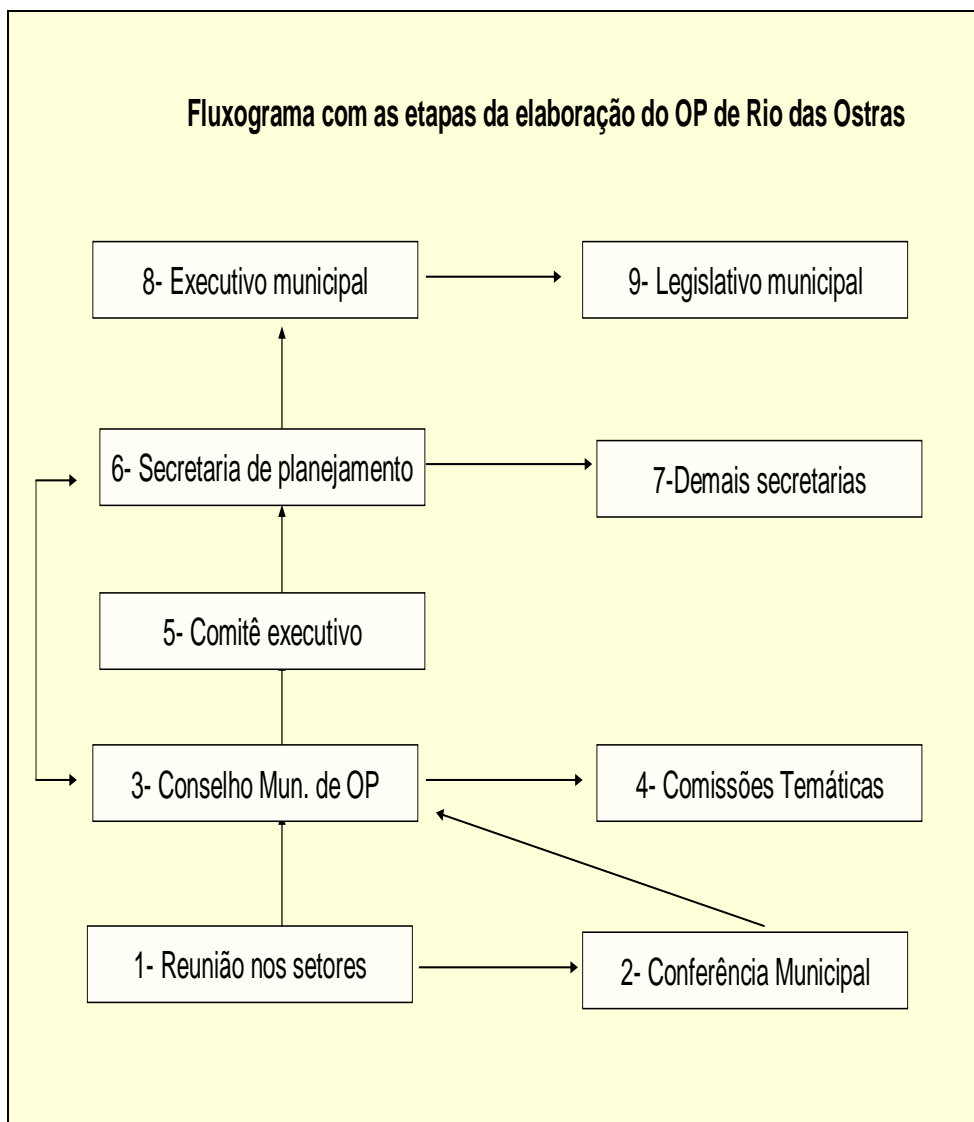 Fluxograma com as etapas da elaboração do OP de Rio das Ostras
8- Executivo municipal
9- Legislativo municipal
6- Secretaria de planejamento
7-Demais secretarias
5- Comitê executivo
3- Conselho Mun. de OP
4- Comissões Temáticas
1- Reunião nos setores
2- Conferência Municipal